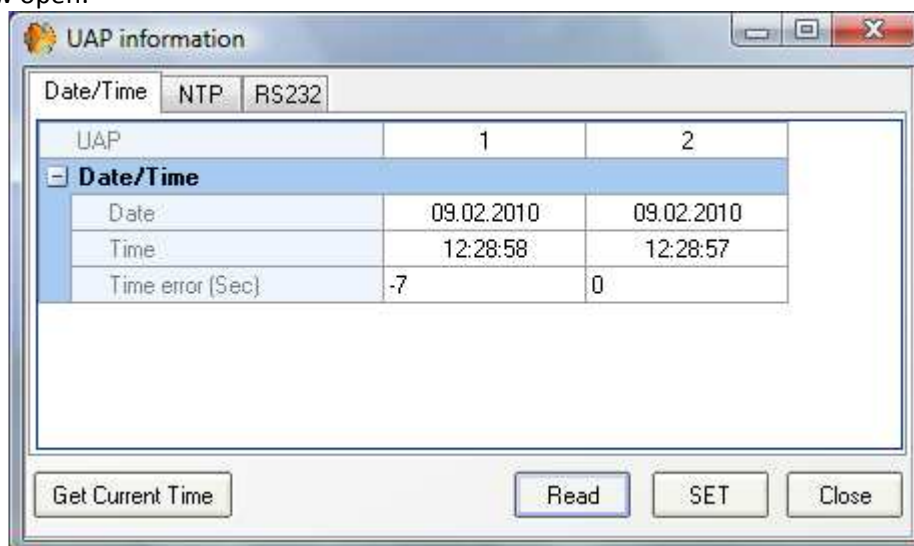 open.
UAP information
Date/Time NTP RS232
UAP 1 2
Date/Time
Date 09.02.2010 09.02.2010
Time 12:28:58 12:28:57
Time error (Sec) -7 0
Get Current Time Read SET Close